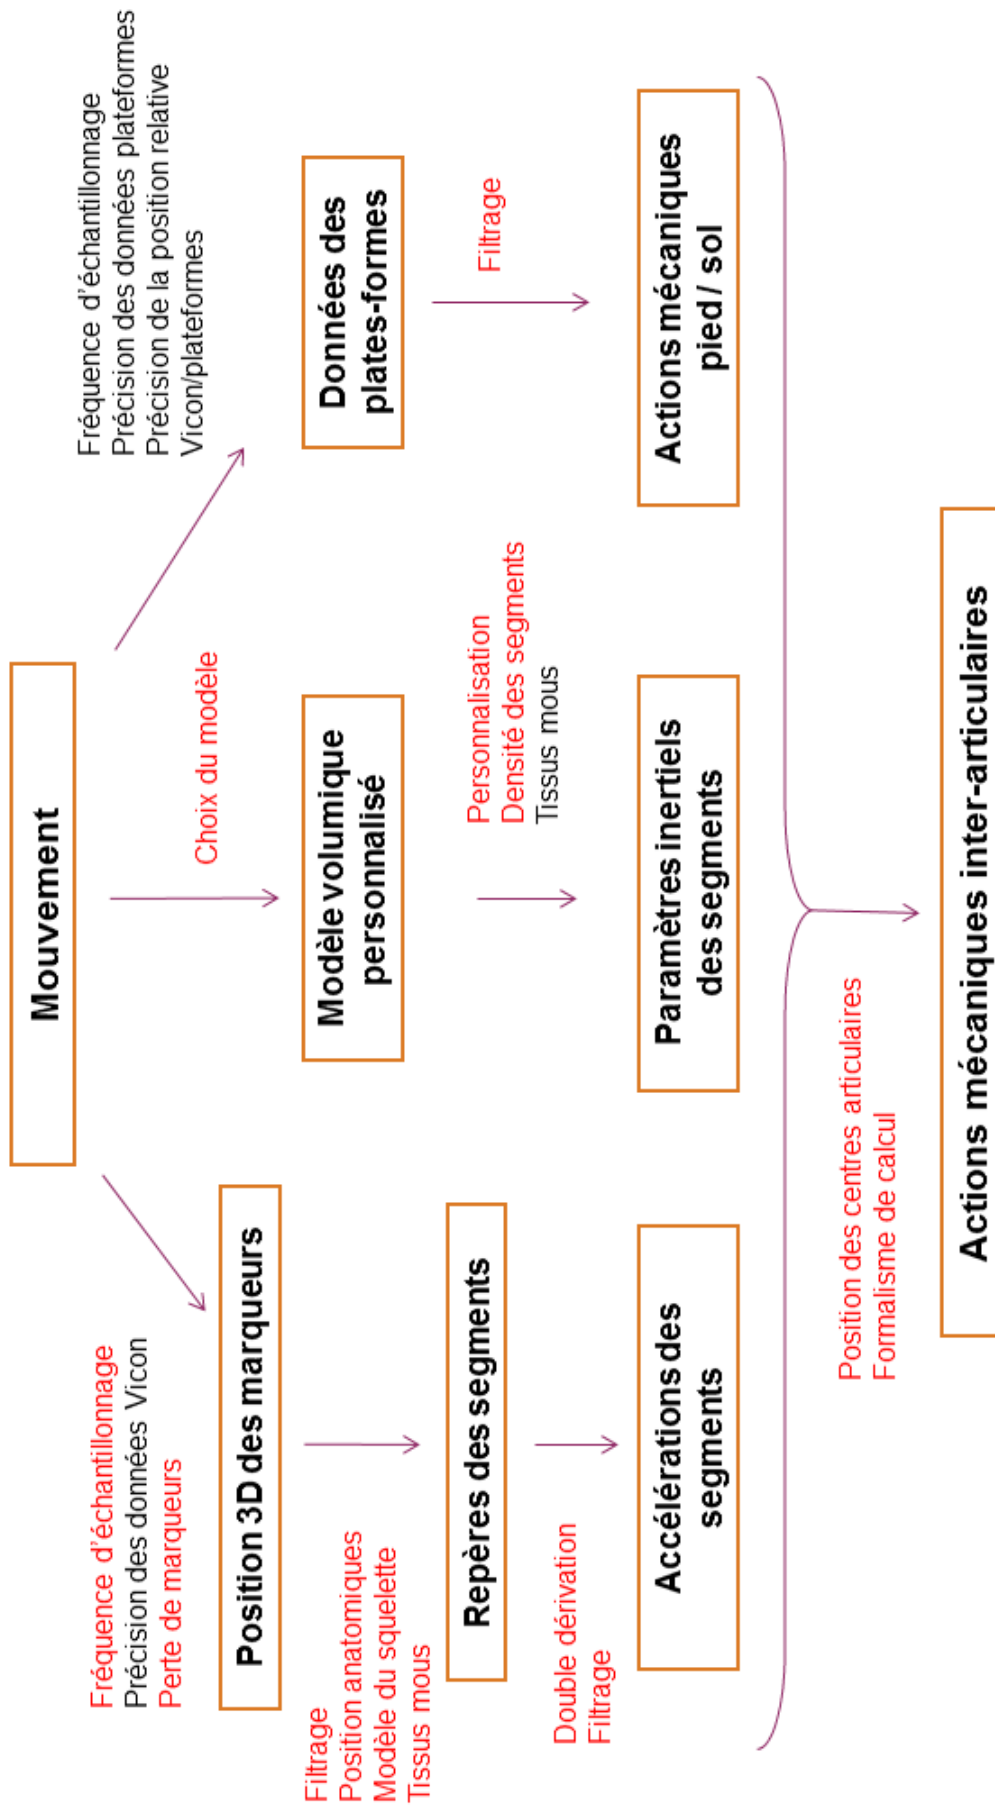 Mouvement
Fréquence d'échantillonnage
Précision des données Vicon
Perte de marqueurs
Choix du modèle
Fréquence d'échantillonnage
Précision des données plateformes
Précision de la position relative
Vicon/plateformes
Position 3D des marqueurs
Modèle volumique
personnalisé
Données des
plates-formes
Filtrage
Position anatomiques
Modèle du squelette
Tissus mous
Repères des segments
Personnalisation
Densité des segments
Tissus mous
Filtrage
Double dérivation
Filtrage
Accélérations des
segments
Paramètres inertiels
des segments
Actions mécaniques
pied / sol
Position des centres articulaires
Formalisme de calcul
Actions mécaniques inter-articulaires